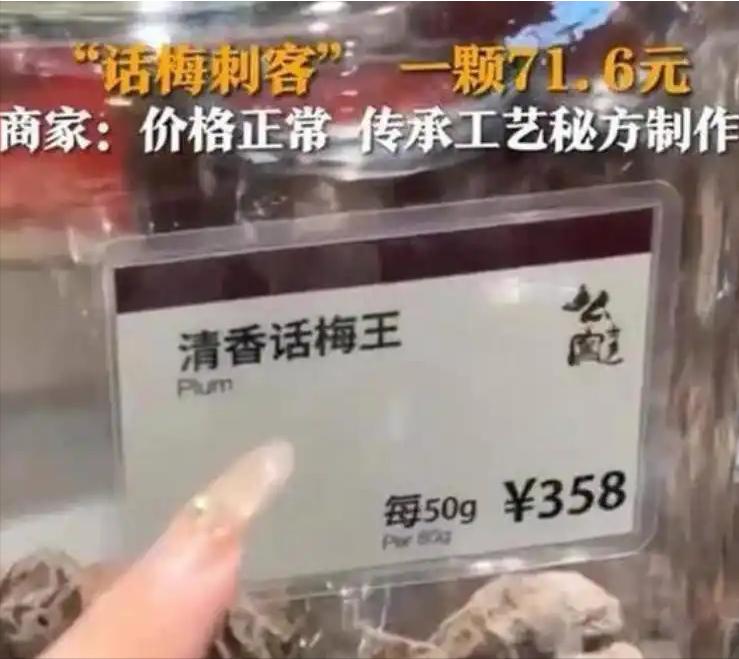 “话梅刺客” 一颗71.6元
商家：价格正常 传承工艺秘方制作
清香话梅王
Plum
每50g ¥358
Per 50g